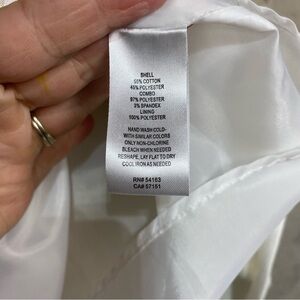 SHELL
55% COTTON
45% POLYESTER
COMBO
97% POLYESTER
3% SPANDEX
LINING
100% POLYESTER
HAND WASH COLD-
WITH SIMILAR COLORS
ONLY NON-CHLORINE
BLEACH WHEN NEEDED
RESHAPE, LAY FLAT TO DRY
COOL IRON AS NEEDED
RN# 54163
CA# 57151